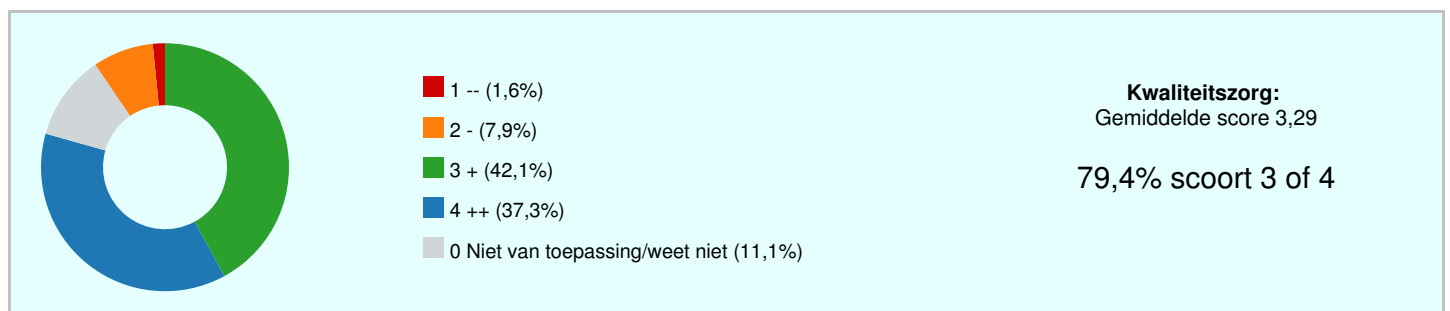 1 -- (1,6%)
2 - (7,9%)
3 + (42,1%)
4 ++ (37,3%)
0 Niet van toepassing/weet niet (11,1%)
Kwaliteitszorg:
Gemiddelde score 3,29
79,4% scoort 3 of 4